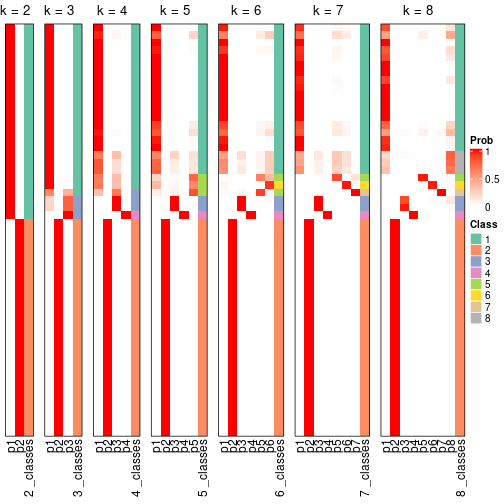 k = 2 k = 3 k = 4 k = 5 k = 6 k = 7 k = 8
Prob
1
0.5
0
Class
1
2
3
4
5
6
7
8
p1
p2
2_classes
p1
p2
p3
3_classes
p1
p2
p3
p4
4_classes
p1
p2
p3
p4
p5
5_classes
p1
p2
p3
p4
p5
p6
6_classes
p1
p2
p3
p4
p5
p6
p7
7_classes
p1
p2
p3
p4
p5
p6
p7
p8
8_classes